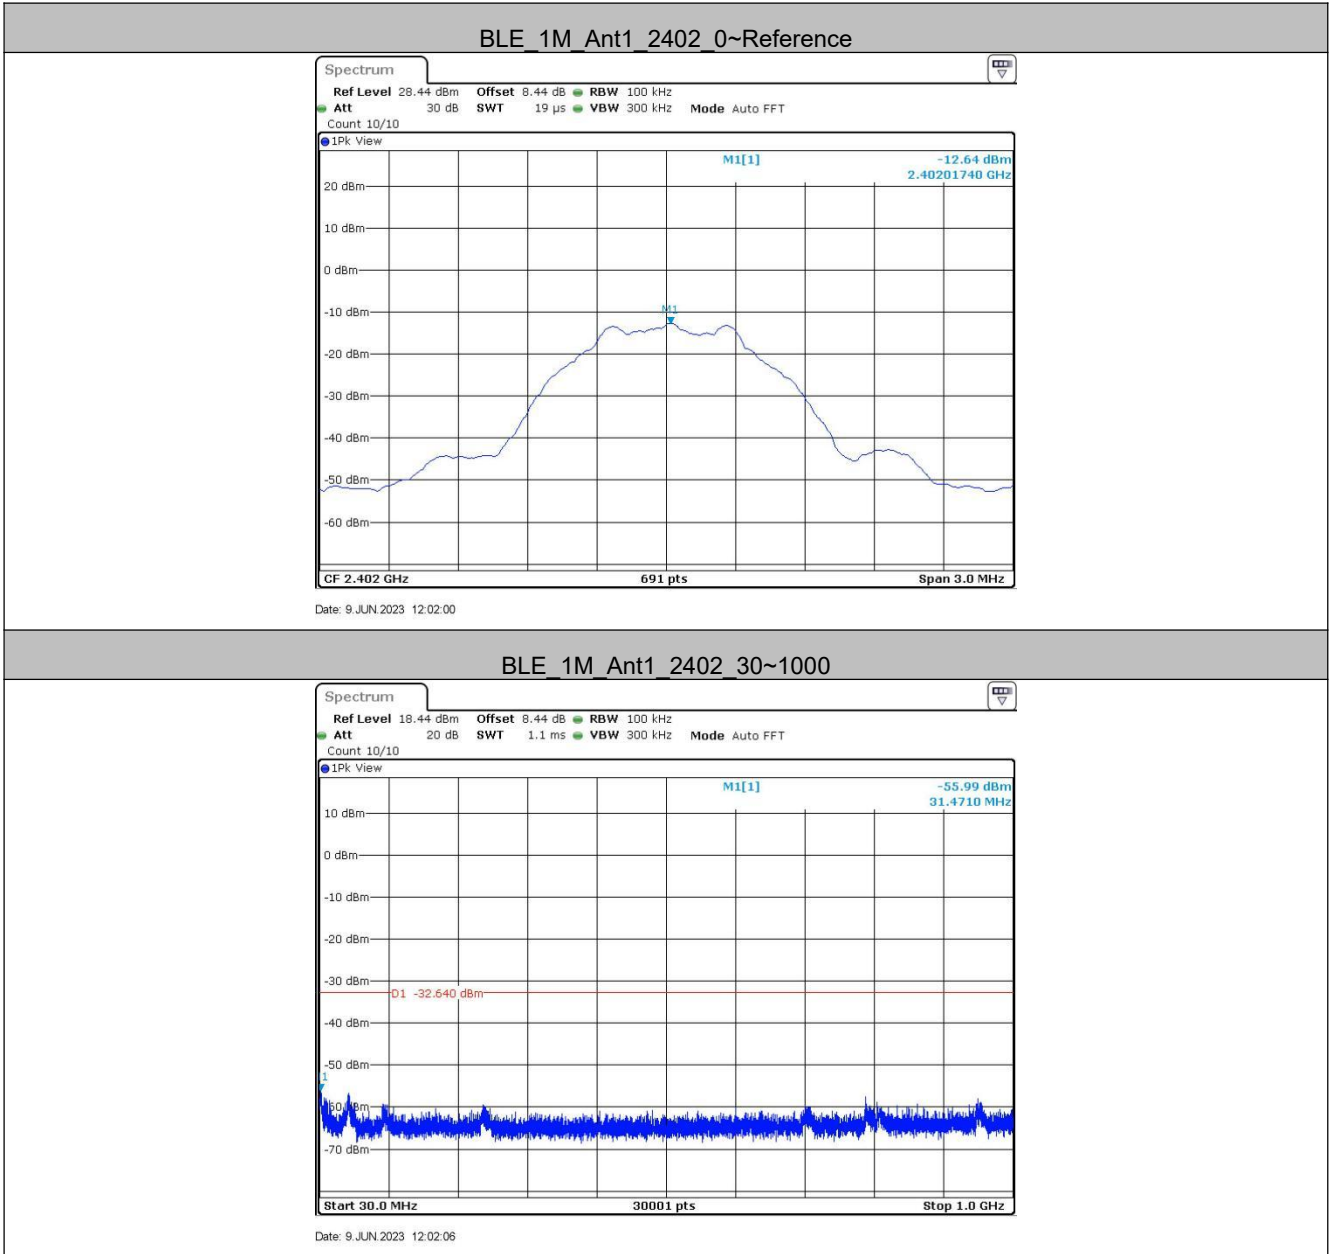 BLE_1M_Ant1_2402_0~Reference
Spectrum
Ref Level 28.44 dBm Offset 8.44 dB RBW 100 kHz
Att 30 dB SWT 19 µs VBW 300 kHz Mode Auto FFT
Count 10/10
1Pk View
M1[1] -12.64 dBm
2.40201740 GHz
20 dBm
10 dBm
0 dBm
M1
-10 dBm
-20 dBm
-30 dBm
-40 dBm
-50 dBm
-60 dBm
CF 2.402 GHz 691 pts Span 3.0 MHz
Date: 9.JUN.2023 12:02:00
BLE_1M_Ant1_2402_30~1000
Spectrum
Ref Level 18.44 dBm Offset 8.44 dB RBW 100 kHz
Att 20 dB SWT 1.1 ms VBW 300 kHz Mode Auto FFT
Count 10/10
1Pk View
M1[1] -55.99 dBm
31.4710 MHz
10 dBm
0 dBm
-10 dBm
-20 dBm
-30 dBm
D1 -32.640 dBm
-40 dBm
-50 dBm
-70 dBm
Start 30.0 MHz 30001 pts Stop 1.0 GHz
Date: 9.JUN.2023 12:02:06